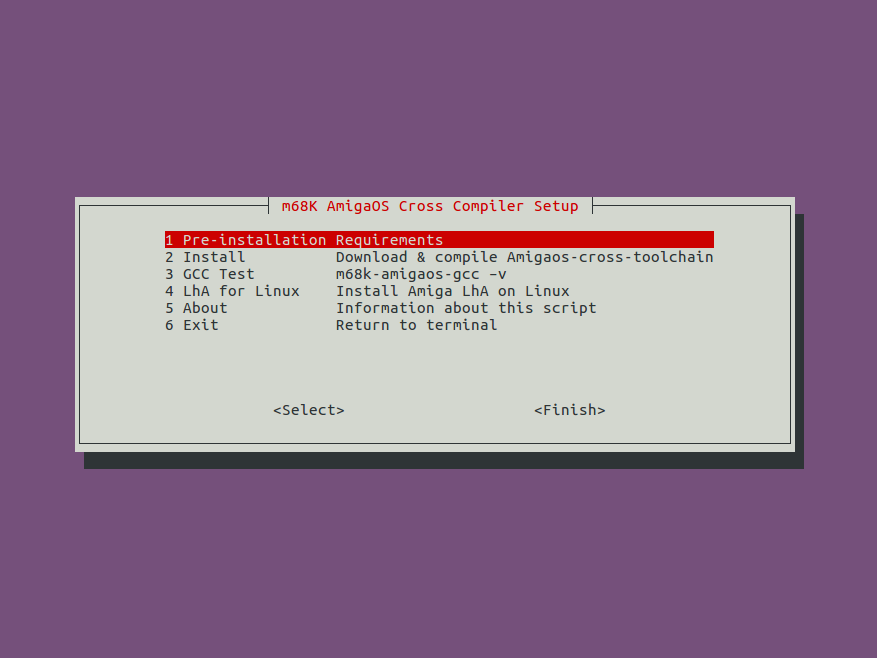 m68K AmigaOS Cross Compiler Setup
1 Pre-installation Requirements
2 Install Download & compile Amigaos-cross-toolchain
3 GCC Test m68k-amigaos-gcc -v
4 LhA for Linux Install Amiga LhA on Linux
5 About Information about this script
6 Exit Return to terminal
<Select> <Finish>